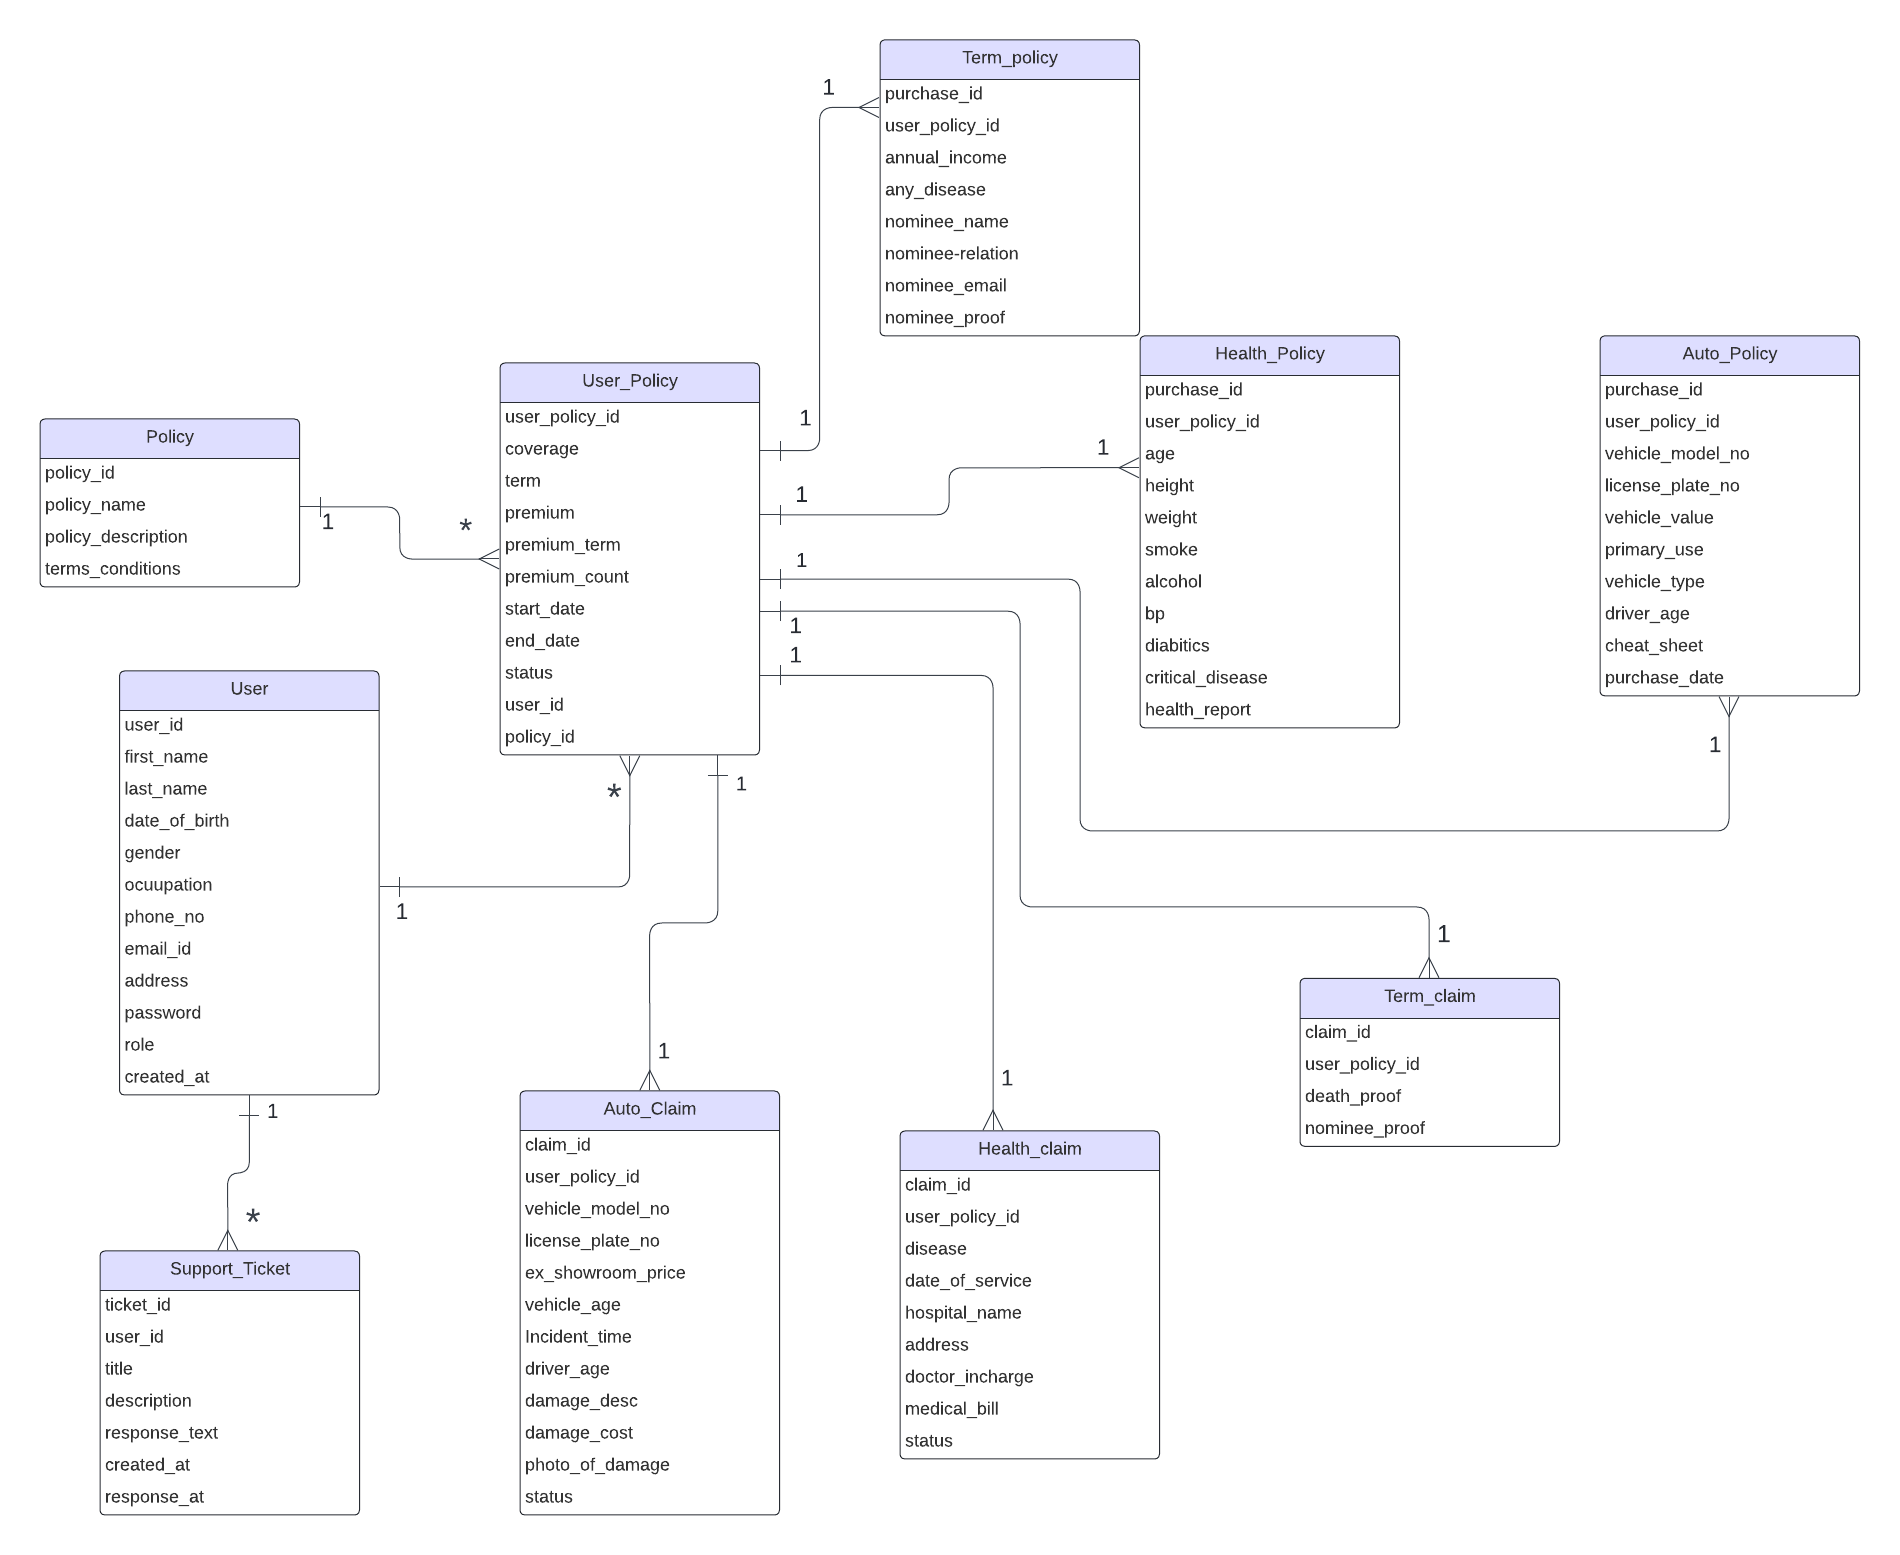 Term_policy
purchase_id
user_policy_id
annual_income
any_disease
nominee_name
nominee-relation
nominee_email
nominee_proof
1
1
Health_Policy
purchase_id
user_policy_id
age
height
weight
smoke
alcohol
bp
diabitics
critical_disease
health_report
1
1
Auto_Policy
purchase_id
user_policy_id
vehicle_model_no
license_plate_no
vehicle_value
primary_use
vehicle_type
driver_age
cheat_sheet
purchase_date
1
1
User_Policy
user_policy_id
coverage
term
premium
premium_term
premium_count
start_date
end_date
status
user_id
policy_id
Policy
policy_id
policy_name
policy_description
terms_conditions
1
*
User
user_id
first_name
last_name
date_of_birth
gender
ocuupation
phone_no
email_id
address
password
role
created_at
1
*
1
*
Support_Ticket
ticket_id
user_id
title
description
response_text
created_at
response_at
1
1
Auto_Claim
claim_id
user_policy_id
vehicle_model_no
license_plate_no
ex_showroom_price
vehicle_age
Incident_time
driver_age
damage_desc
damage_cost
photo_of_damage
status
1
1
Health_claim
claim_id
user_policy_id
disease
date_of_service
hospital_name
address
doctor_incharge
medical_bill
status
1
1
Term_claim
claim_id
user_policy_id
death_proof
nominee_proof